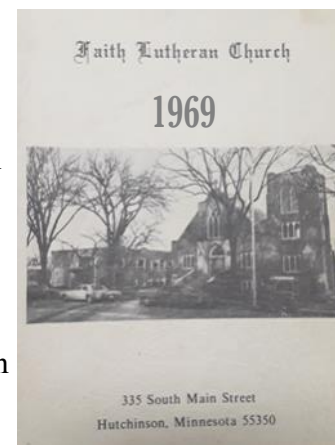 Faith Lutheran Church
1969
335 South Main Street
Hutchinson, Minnesota 55350